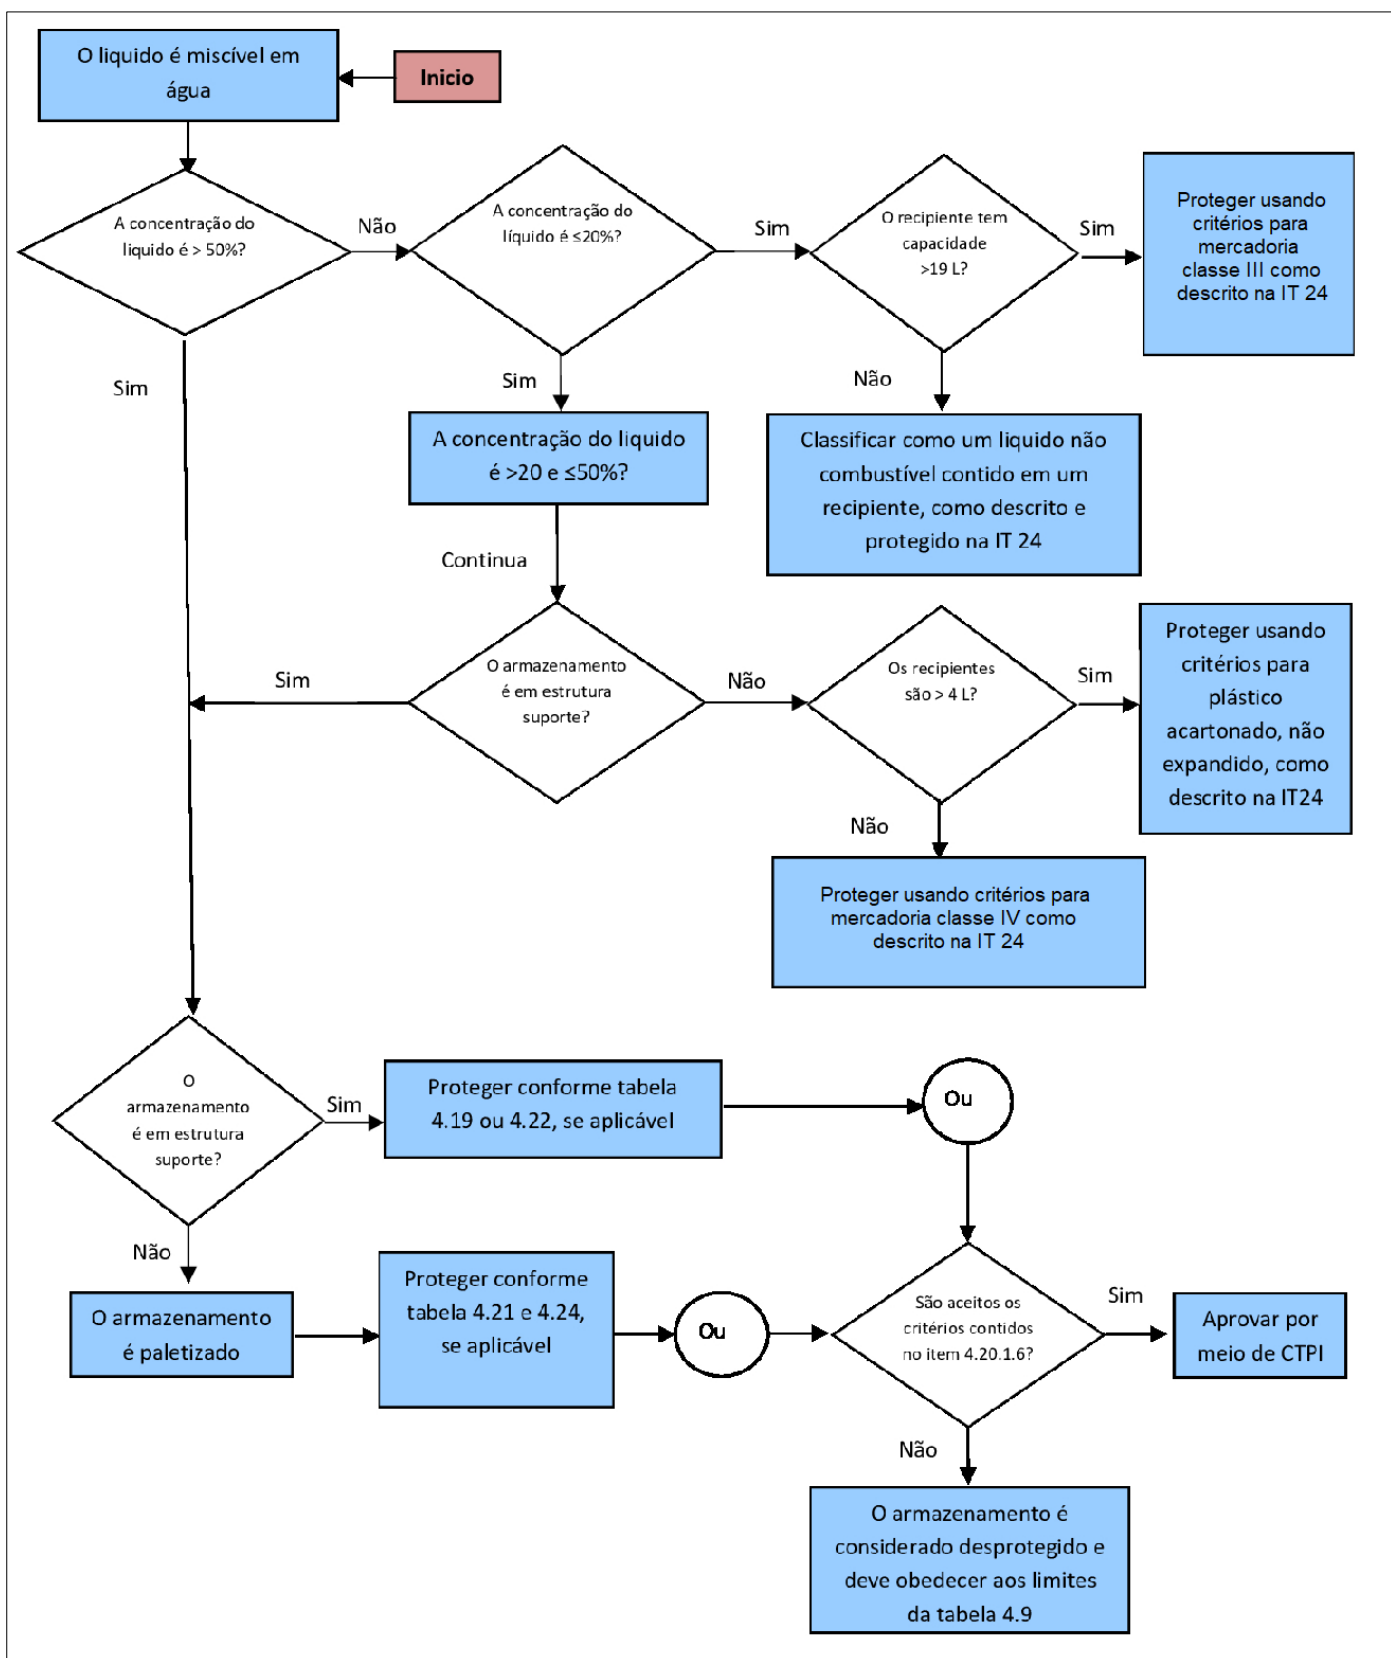 O liquido é miscível em
água
Inicio
A concentração do
liquido é > 50%?
Não
A concentração do
líquido é ≤20%?
Sim
O recipiente tem
capacidade
>19 L?
Sim
Proteger usando
critérios para
mercadoria
classe III como
descrito na IT 24
Sim
Sim
Não
A concentração do liquido
é >20 e ≤50%?
Classificar como um liquido não
combustível contido em um
recipiente, como descrito e
protegido na IT 24
Continua
O armazenamento
é em estrutura
suporte?
Sim
Não
Os recipientes
são > 4 L?
Sim
Proteger usando
critérios para
plástico
acartonado, não
expandido, como
descrito na IT24
Não
Proteger usando critérios para
mercadoria classe IV como
descrito na IT 24
O
armazenamento
é em estrutura
suporte?
Sim
Proteger conforme tabela
4.19 ou 4.22, se aplicável
Ou
Não
O armazenamento
é paletizado
Proteger conforme
tabela 4.21 e 4.24,
se aplicável
Ou
São aceitos os
critérios contidos
no item 4.20.1.6?
Sim
Aprovar por
meio de CTPI
Não
O armazenamento é
considerado desprotegido e
deve obedecer aos limites
da tabela 4.9